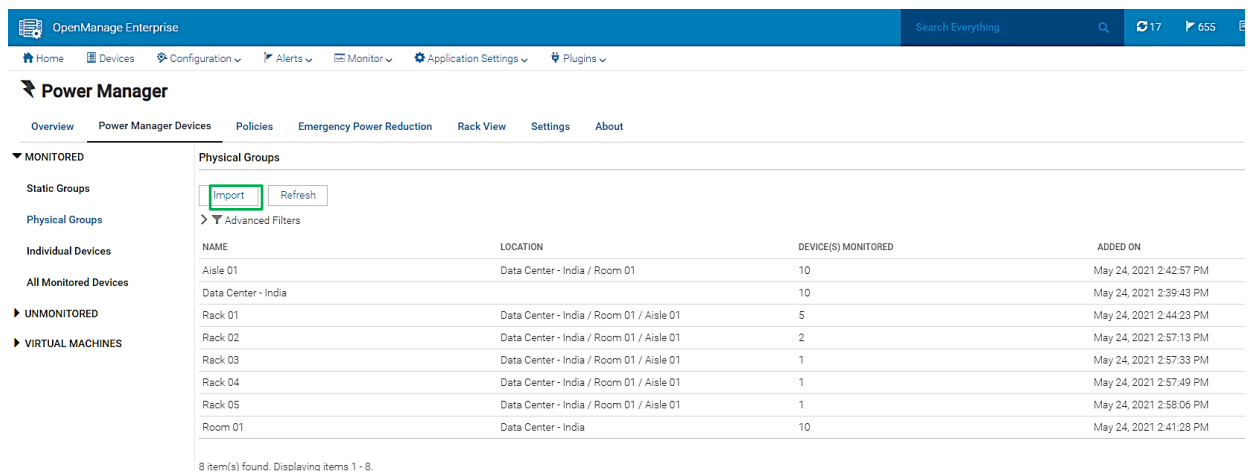 OpenManage Enterprise
Search Everything
17
655
Home Devices Configuration Alerts Monitor Application Settings Plugins
Power Manager
Overview Power Manager Devices Policies Emergency Power Reduction Rack View Settings About
MONITORED
Static Groups
Physical Groups
Individual Devices
All Monitored Devices
UNMONITORED
VIRTUAL MACHINES
Physical Groups
Import Refresh
Advanced Filters
NAME LOCATION DEVICE(S) MONITORED ADDED ON
Aisle 01 Data Center - India / Room 01 10 May 24, 2021 2:42:57 PM
Data Center - India 10 May 24, 2021 2:39:43 PM
Rack 01 Data Center - India / Room 01 / Aisle 01 5 May 24, 2021 2:44:23 PM
Rack 02 Data Center - India / Room 01 / Aisle 01 2 May 24, 2021 2:57:13 PM
Rack 03 Data Center - India / Room 01 / Aisle 01 1 May 24, 2021 2:57:33 PM
Rack 04 Data Center - India / Room 01 / Aisle 01 1 May 24, 2021 2:57:49 PM
Rack 05 Data Center - India / Room 01 / Aisle 01 1 May 24, 2021 2:58:06 PM
Room 01 Data Center - India 10 May 24, 2021 2:41:28 PM
8 item(s) found. Displaying items 1 - 8.